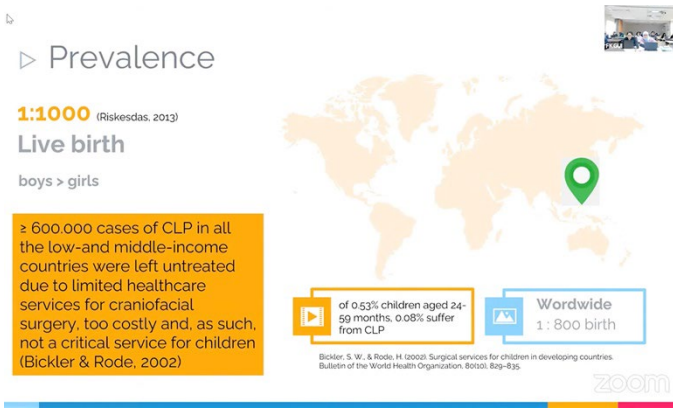 Prevalence
1:1000 (Riskesdas, 2013)
Live birth
boys > girls
≥ 600.000 cases of CLP in all
the low-and middle-income
countries were left untreated
due to limited healthcare
services for craniofacial
surgery, too costly and, as such,
not a critical service for children
(Bickler & Rode, 2002)
of 0.53% children aged 24-
59 months, 0.08% suffer
from CLP
Wordwide
1 : 800 birth
Bickler, S. W., & Rode, H. (2002). Surgical services for children in developing countries.
Bulletin of the World Health Organization, 80(10), 829–835.
zoom